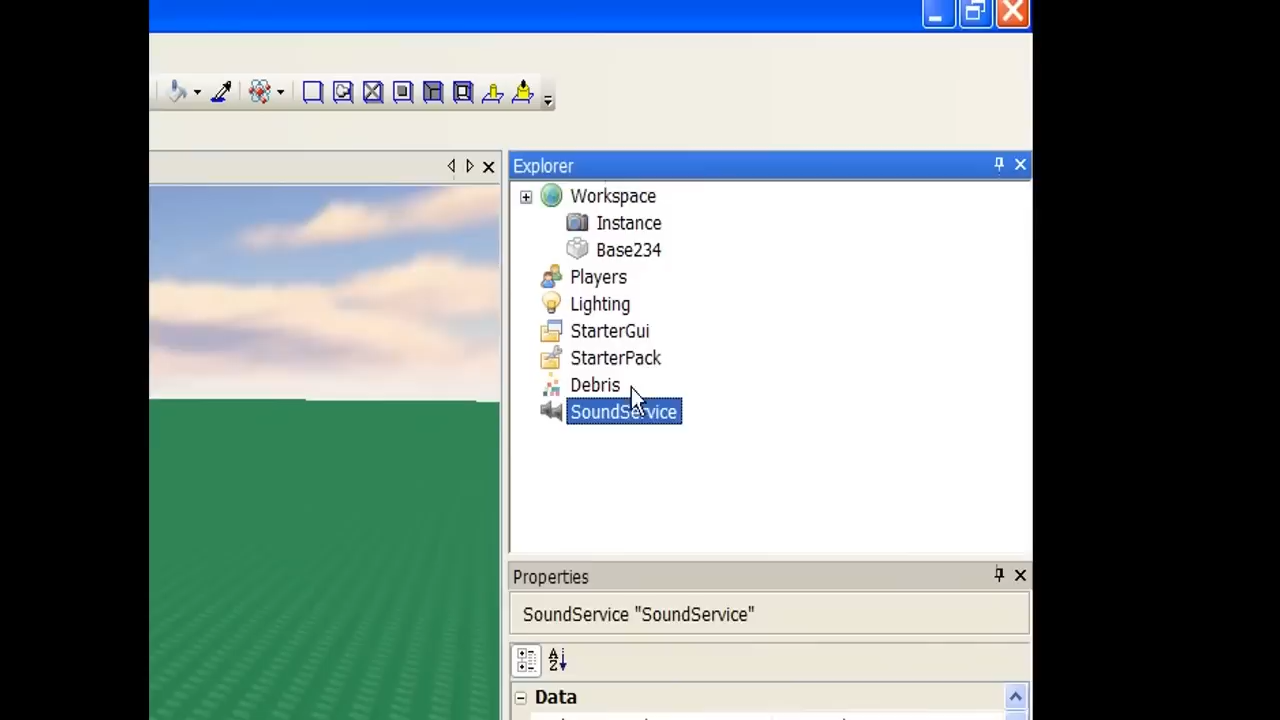 Explorer
Workspace
Instance
Base234
Players
Lighting
StarterGui
StarterPack
Debris
SoundService
Properties
SoundService "SoundService"
Data